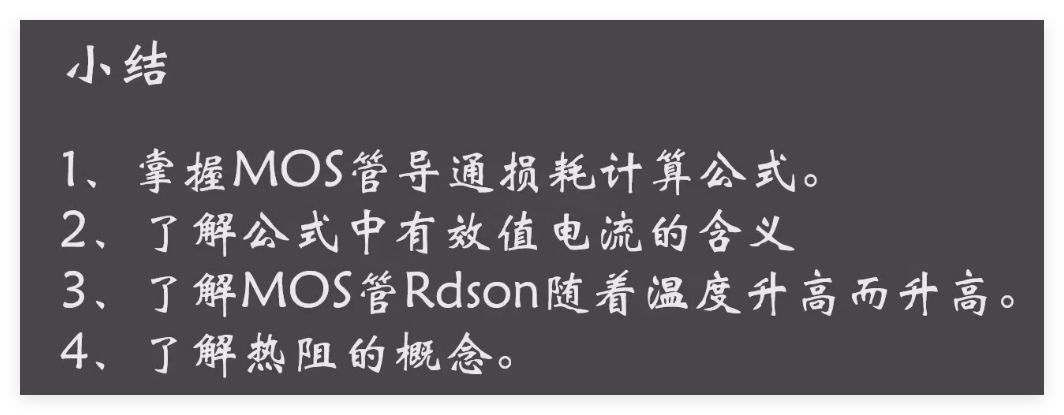 小结
1、掌握MOS管导通损耗计算公式。
2、了解公式中有效值电流的含义
3、了解MOS管Rdson随着温度升高而升高。
4、了解热阻的概念。